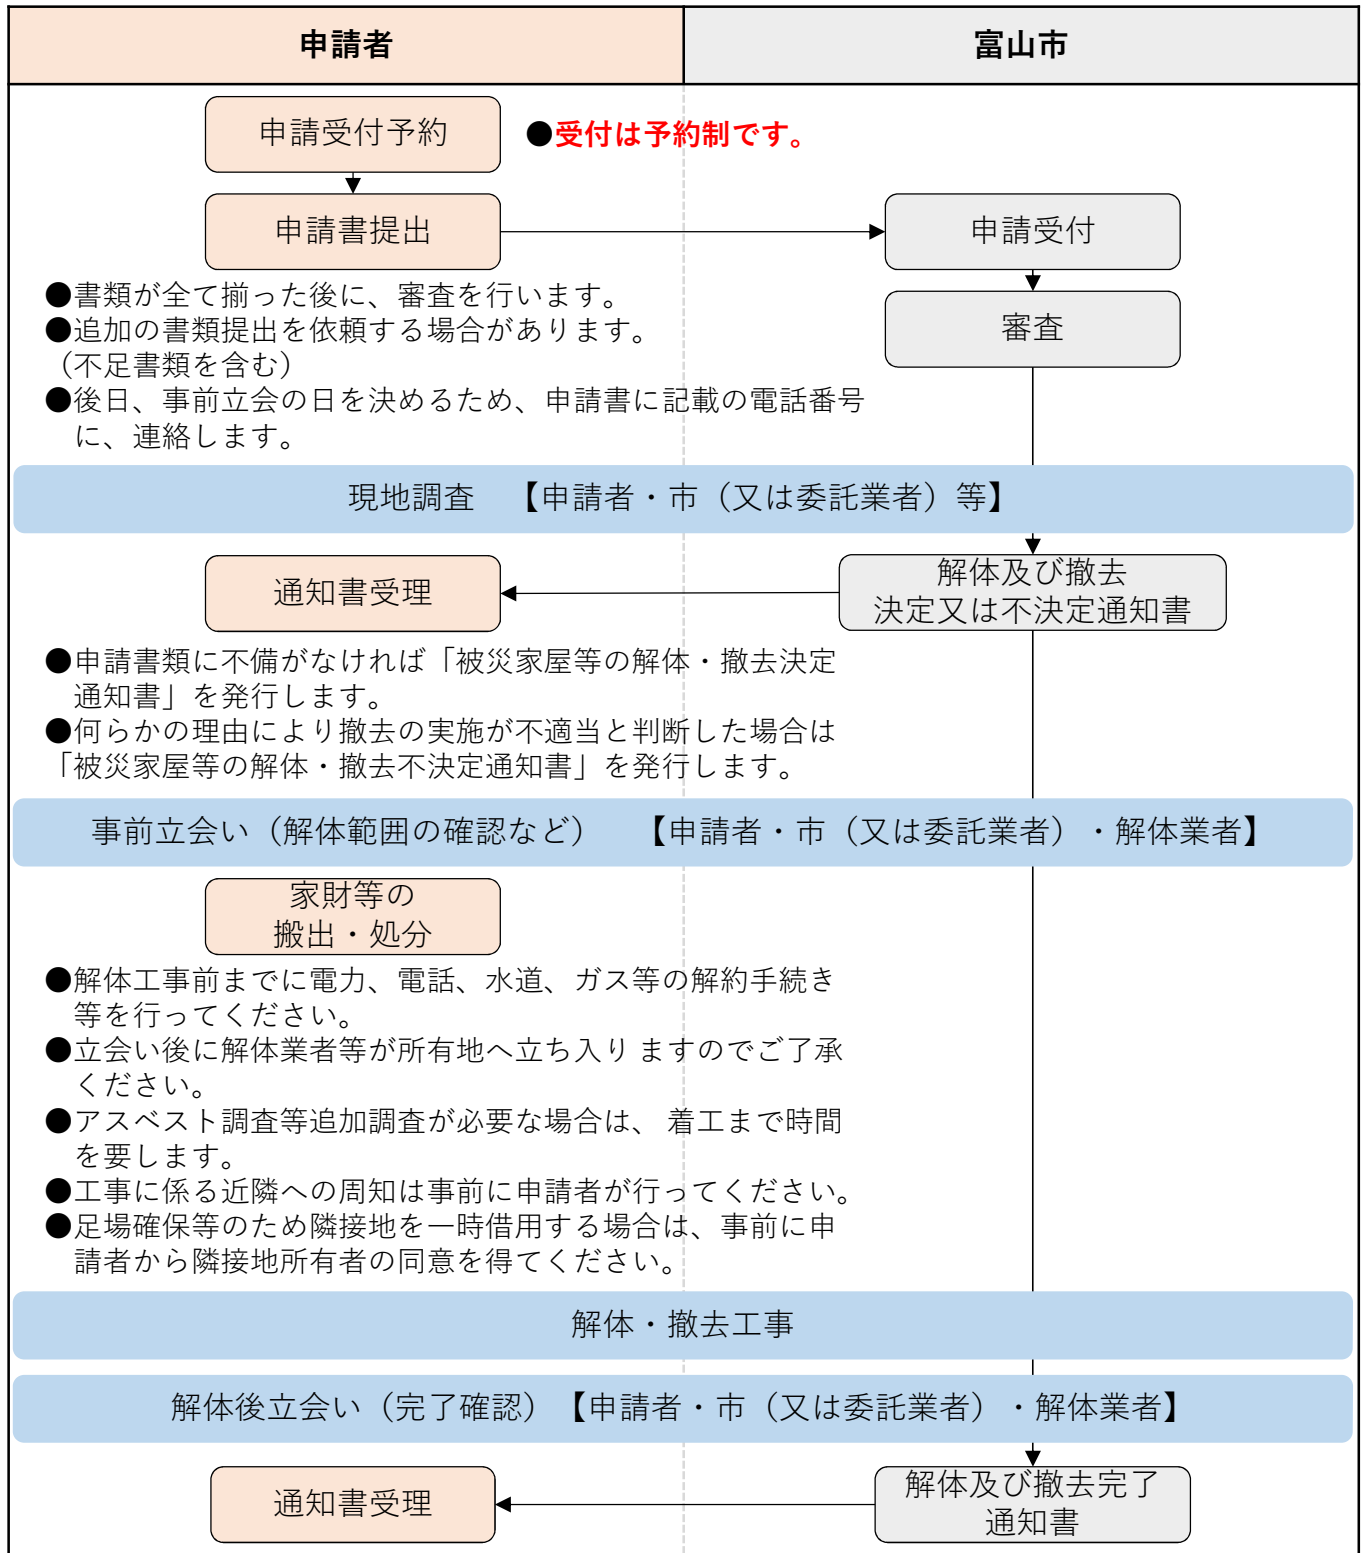 申請者
富山市
申請受付予約
●受付は予約制です。
申請書提出
申請受付
審査
●書類が全て揃った後に、審査を行います。
●追加の書類提出を依頼する場合があります。
（不足書類を含む）
●後日、事前立会の日を決めるため、申請書に記載の電話番号
に、連絡します。
現地調査　【申請者・市（又は委託業者）等】
通知書受理
解体及び撤去
決定又は不決定通知書
●申請書類に不備がなければ「被災家屋等の解体・撤去決定
通知書」を発行します。
●何らかの理由により撤去の実施が不適当と判断した場合は
「被災家屋等の解体・撤去不決定通知書」を発行します。
事前立会い（解体範囲の確認など）　【申請者・市（又は委託業者）・解体業者】
家財等の
搬出・処分
●解体工事前までに電力、電話、水道、ガス等の解約手続き
等を行ってください。
●立会い後に解体業者等が所有地へ立ち入りますのでご了承
ください。
●アスベスト調査等追加調査が必要な場合は、着工まで時間
を要します。
●工事に係る近隣への周知は事前に申請者が行ってください。
●足場確保等のため隣接地を一時借用する場合は、事前に申
請者から隣接地所有者の同意を得てください。
解体・撤去工事
解体後立会い（完了確認）【申請者・市（又は委託業者）・解体業者】
通知書受理
解体及び撤去完了
通知書